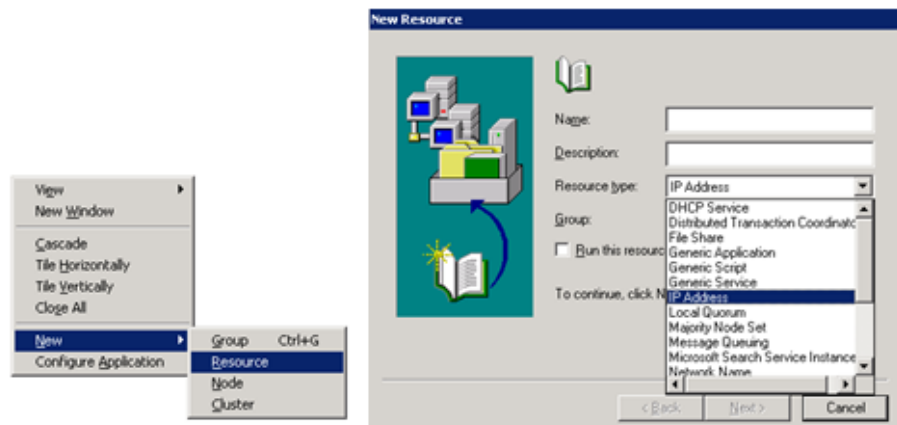 New Resource
View
New Window
Cascade
Tile Horizontally
Tile Vertically
Close All
New
Configure Application
Group Ctrl+G
Resource
Node
Cluster
Name:
Description:
Resource type: IP Address
Group:
DHCP Service
Distributed Transaction Coordinato
File Share
Generic Application
Generic Script
Generic Service
IP Address
Local Quorum
Majority Node Set
Message Queuing
Microsoft Search Service Instance
Network Name
Run this resourc
To continue, click N
< Back Next > Cancel